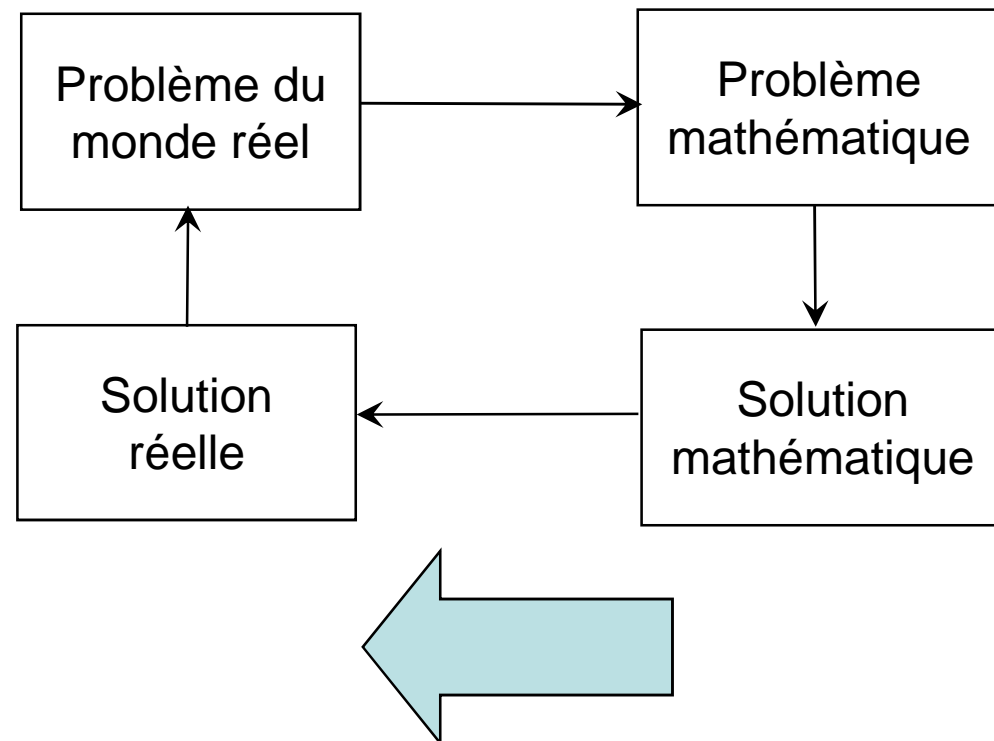 Problème du
monde réel
Problème
mathématique
Solution
réelle
Solution
mathématique